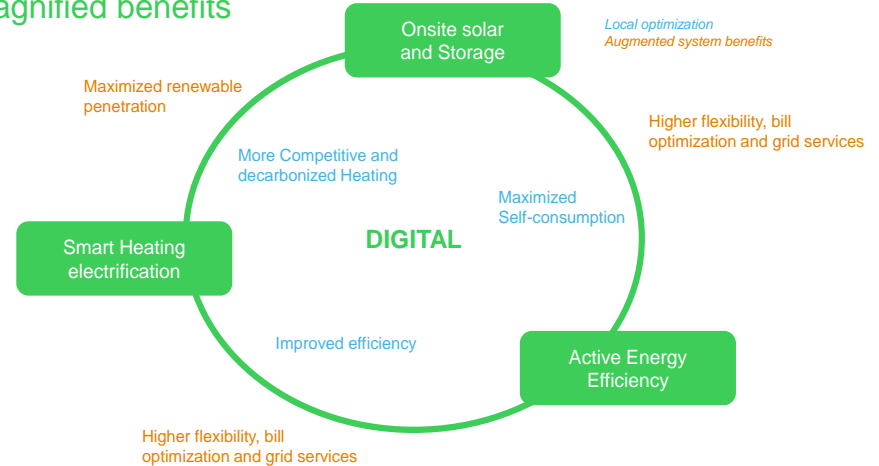 benefits
Onsite solar
and Storage
Local optimization
Augmented system benefits
Maximized renewable
penetration
Higher flexibility, bill
optimization and grid services
More Competitive and
decarbonized Heating
Maximized
Self-consumption
DIGITAL
Smart Heating
electrification
Improved efficiency
Active Energy
Efficiency
Higher flexibility, bill
optimization and grid services